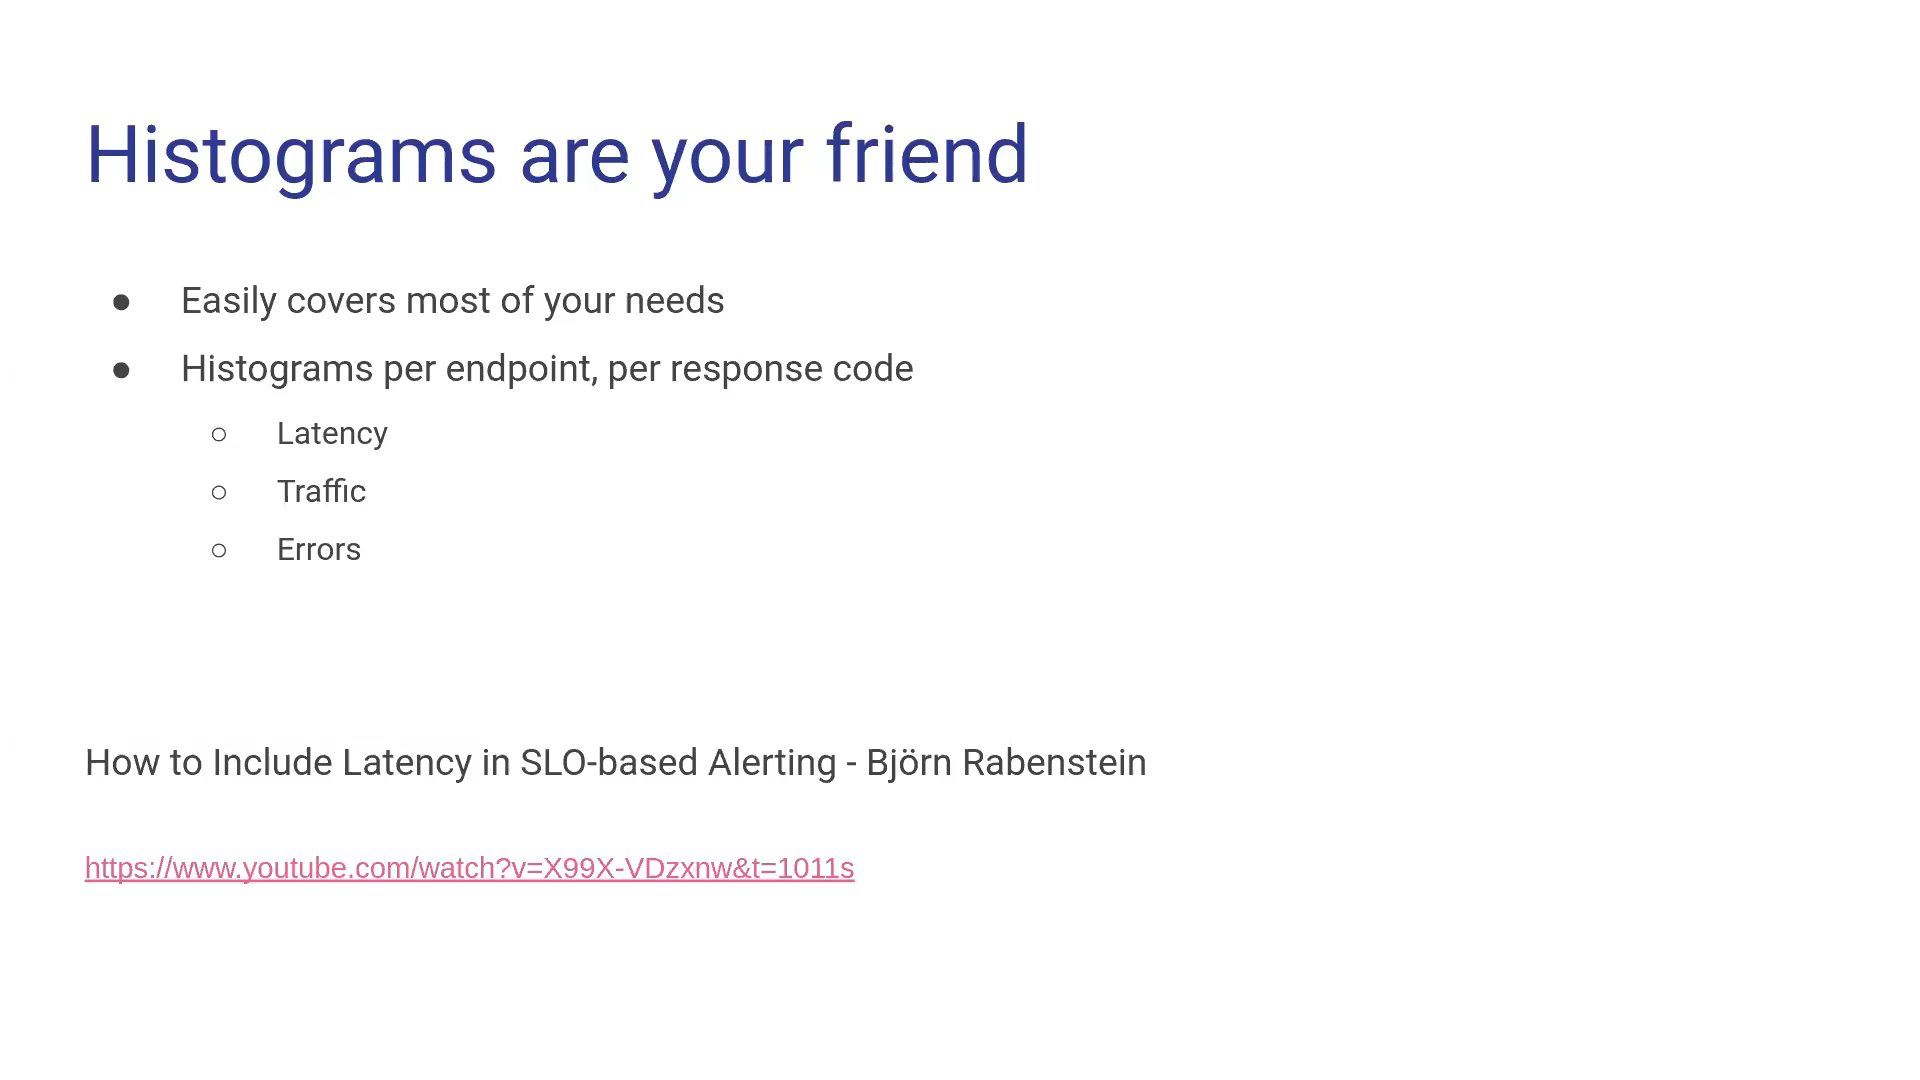 Histograms are your friend
● Easily covers most of your needs
● Histograms per endpoint, per response code
○ Latency
○ Traffic
○ Errors
How to Include Latency in SLO-based Alerting - Björn Rabenstein
https://www.youtube.com/watch?v=X99X-VDzxnw&t=1011s